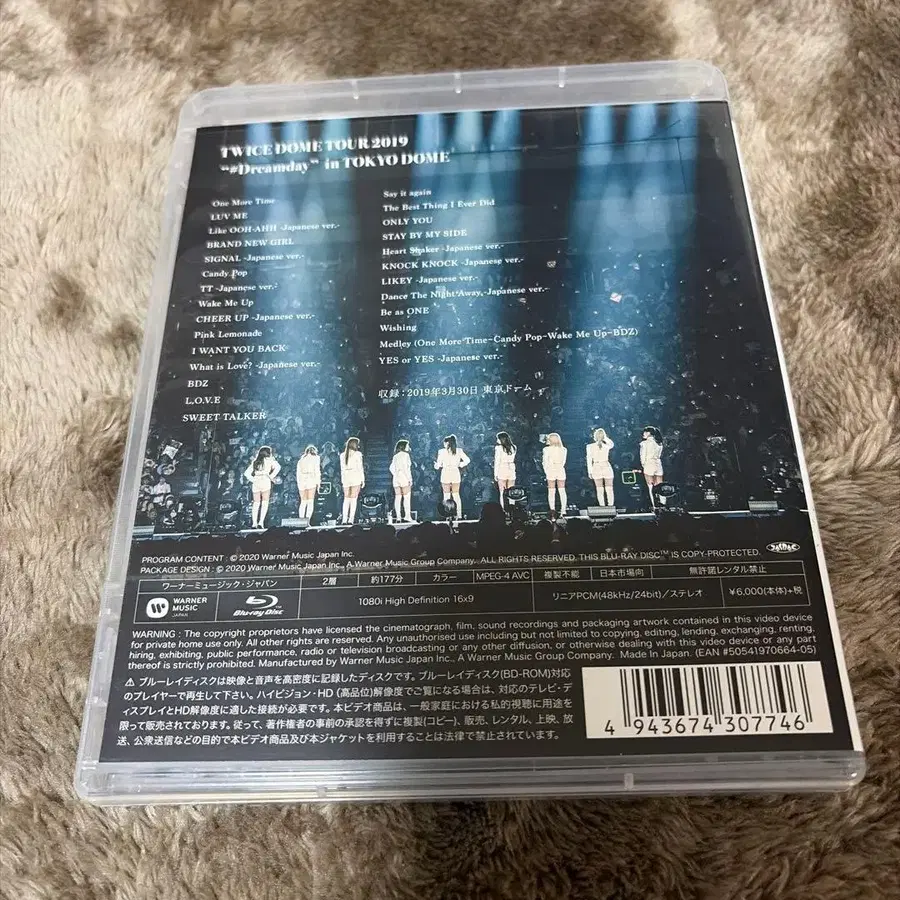 TWICE DOME TOUR 2019
"#Dreamday" in TOKYO DOME
One More Time
LUV ME
Like OOH-AHH -Japanese ver.-
BRAND NEW GIRL
SIGNAL -Japanese ver.-
Candy Pop
TT -Japanese ver.-
Wake Me Up
CHEER UP -Japanese ver.-
Pink Lemonade
I WANT YOU BACK
What is Love? -Japanese ver.-
BDZ
L.O.V.E
SWEET TALKER
Say it again
The Best Thing I Ever Did
ONLY YOU
STAY BY MY SIDE
Heart Shaker -Japanese ver.-
KNOCK KNOCK -Japanese ver.-
LIKEY -Japanese ver.-
Dance The Night Away -Japanese ver.-
Be as ONE
Wishing
Medley (One More Time~Candy Pop~Wake Me Up~BDZ)
YES or YES -Japanese ver.-
収録:2019年3月30日 東京ドーム
PROGRAM CONTENT : © 2020 Warner Music Japan Inc.
PACKAGE DESIGN : © 2020 Warner Music Japan Inc., A Warner Music Group Company. ALL RIGHTS RESERVED. THIS BLU-RAY DISC™ IS COPY-PROTECTED.
ワーナーミュージック・ジャパン 2層 約177分 カラー MPEG-4 AVC 複製不能 日本市場向 無許諾レンタル禁止
WARNER MUSIC JAPAN Blu-ray Disc 1080i High Definition 16x9 リニアPCM(48kHz/24bit)/ステレオ ¥6,000(本体)+税
WARNING : The copyright proprietors have licensed the cinematograph, film, sound recordings and packaging artwork contained in this video device
for private home use only. All other rights are reserved. Any unauthorised use including but not limited to copying, editing, lending, exchanging, renting,
hiring, exhibiting, public performance, radio or television broadcasting or any other diffusion, or otherwise dealing with this video device or any part
thereof is strictly prohibited. Manufactured by Warner Music Japan Inc., A Warner Music Group Company. Made In Japan. (EAN #50541970664-05)
⚠ ブルーレイディスクは映像と音声を高密度に記録したディスクです。ブルーレイディスク(BD-ROM)対応
のプレイヤーで再生して下さい。ハイビジョン・HD(高品位)解像度でご覧になる場合は、対応のテレビ・デ
ィスプレイとHD解像度に適した接続が必要です。本ビデオ商品は、一般家庭における私的視聴に用途を
限って販売されております。従って、著作権者の事前の承認を得ずに複製(コピー)、販売、レンタル、上映、放
送、公衆送信などの目的で本ビデオ商品及び本ジャケットを利用することは法律で禁止されています。
4 943674 307746